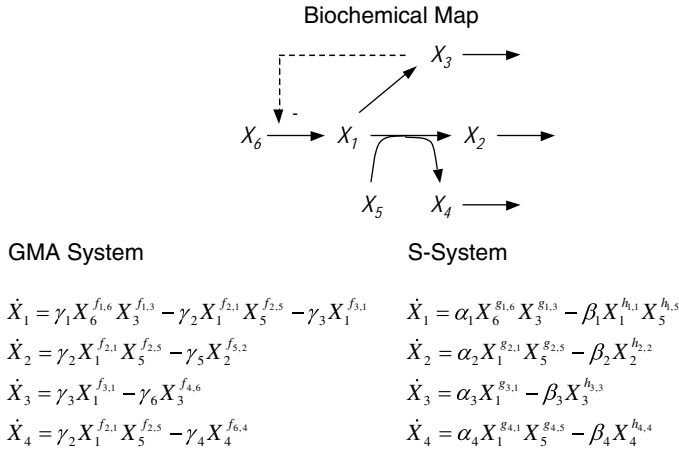 Biochemical Map
X₃
-
X₆ X₁ X₂
X₅ X₄
GMA System
Ẋ₁ = γ₁X₆^{f₁,₆}X₃^{f₁,₃} − γ₂X₁^{f₂,₁}X₅^{f₂,₅} − γ₃X₁^{f₃,₁}
Ẋ₂ = γ₂X₁^{f₂,₁}X₅^{f₂,₅} − γ₅X₂^{f₅,₂}
Ẋ₃ = γ₃X₁^{f₃,₁} − γ₆X₃^{f₄,₆}
Ẋ₄ = γ₂X₁^{f₂,₁}X₅^{f₂,₅} − γ₄X₄^{f₆,₄}
S-System
Ẋ₁ = α₁X₆^{g₁,₆}X₃^{g₁,₃} − β₁X₁^{h₁,₁}X₅^{h₁,₅}
Ẋ₂ = α₂X₁^{g₂,₁}X₅^{g₂,₅} − β₂X₂^{h₂,₂}
Ẋ₃ = α₃X₁^{g₃,₁} − β₃X₃^{h₃,₃}
Ẋ₄ = α₄X₁^{g₄,₁}X₅^{g₄,₅} − β₄X₄^{h₄,₄}